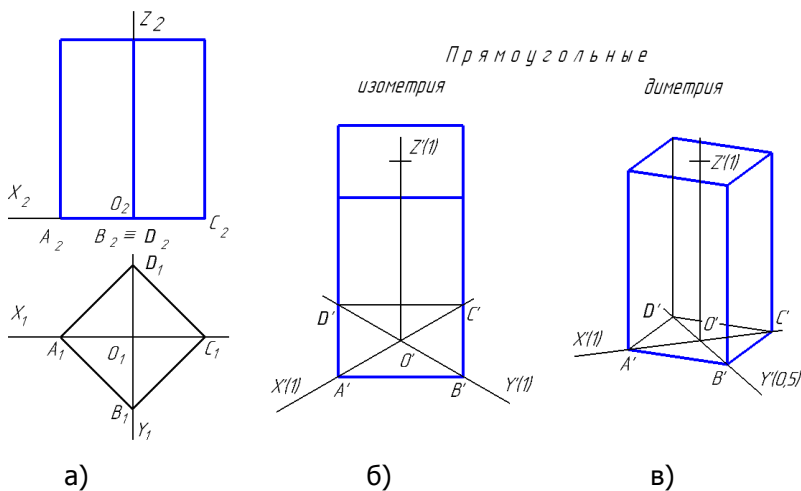 Z₂
Прямоугольные
изометрия
диметрия
Z'(1)
Z'(1)
X₂
O₂
A₂
B₂ ≡ D₂
C₂
D₁
X₁
A₁
O₁
C₁
B₁
Y₁
D'
C'
O'
X'(1)
A'
B'
Y'(1)
D'
O'
C'
X'(1)
A'
B'
Y'(0,5)
а)
б)
в)